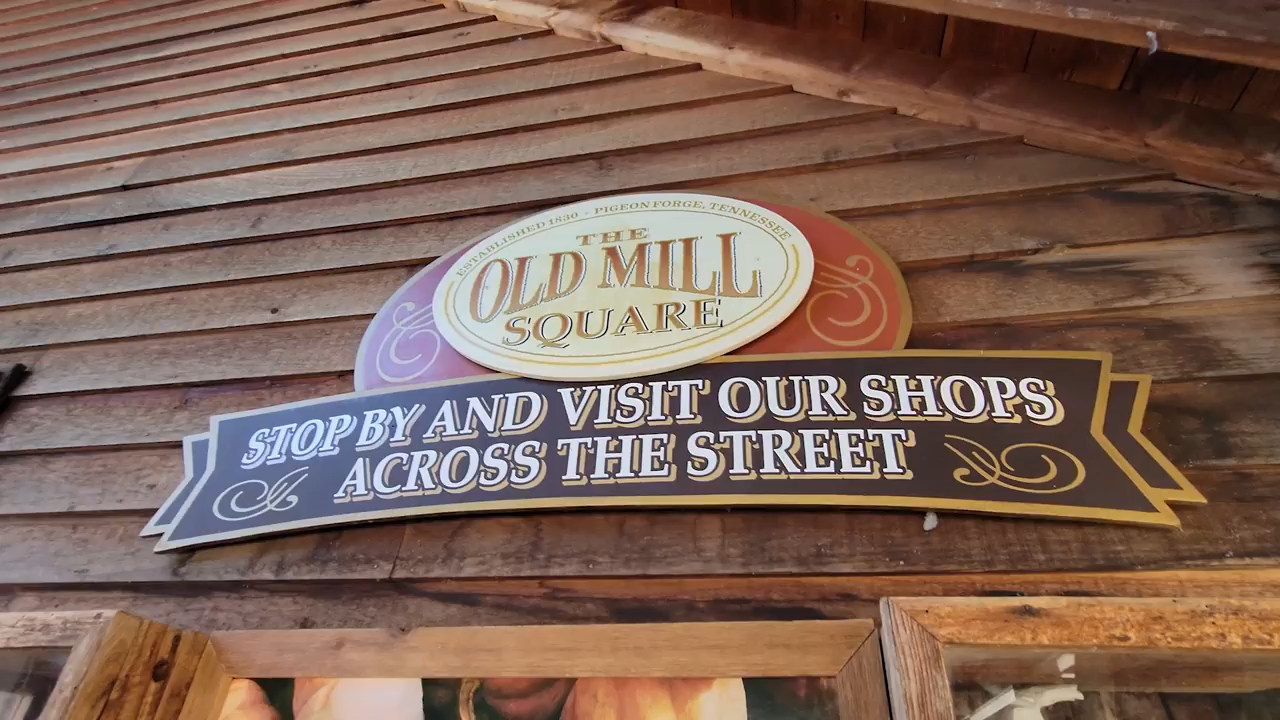 ESTABLISHED 1830 - PIGEON FORGE, TENNESSEE
THE
OLD MILL
SQUARE
STOP BY AND VISIT OUR SHOPS
ACROSS THE STREET